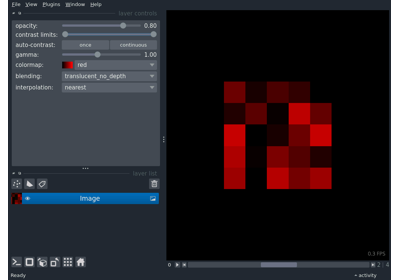 File View Plugins Window Help
layer controls
opacity: 0.80
contrast limits:
auto-contrast: once continuous
gamma: 1.00
colormap: red
blending: translucent_no_depth
interpolation: nearest
layer list
Image
0.3 FPS
0 2 4
Ready activity